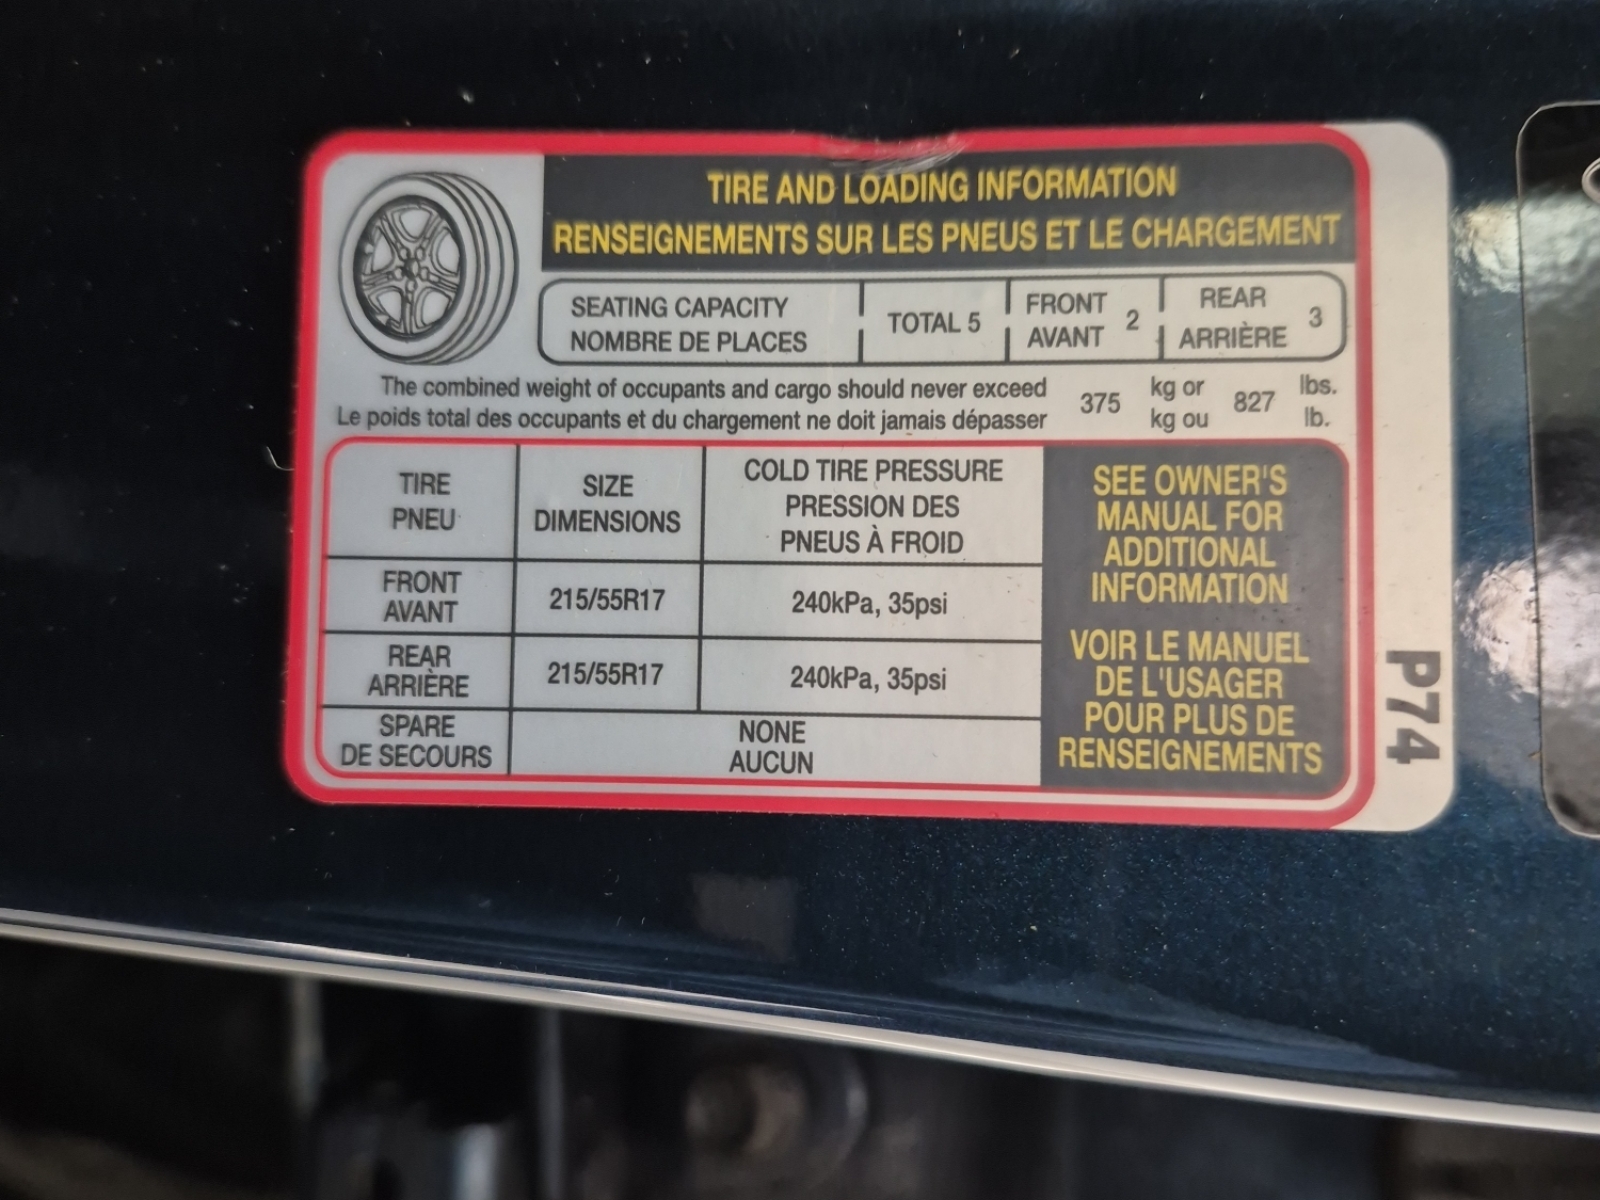 TIRE AND LOADING INFORMATION
RENSEIGNEMENTS SUR LES PNEUS ET LE CHARGEMENT
SEATING CAPACITY
NOMBRE DE PLACES
TOTAL 5
FRONT
AVANT
2
REAR
ARRIÈRE
3
The combined weight of occupants and cargo should never exceed 375 kg or 827 lbs.
Le poids total des occupants et du chargement ne doit jamais dépasser kg ou lb.
TIRE
PNEU
SIZE
DIMENSIONS
COLD TIRE PRESSURE
PRESSION DES
PNEUS À FROID
FRONT
AVANT
215/55R17
240kPa, 35psi
REAR
ARRIÈRE
215/55R17
240kPa, 35psi
SPARE
DE SECOURS
NONE
AUCUN
SEE OWNER'S
MANUAL FOR
ADDITIONAL
INFORMATION
VOIR LE MANUEL
DE L'USAGER
POUR PLUS DE
RENSEIGNEMENTS
P74